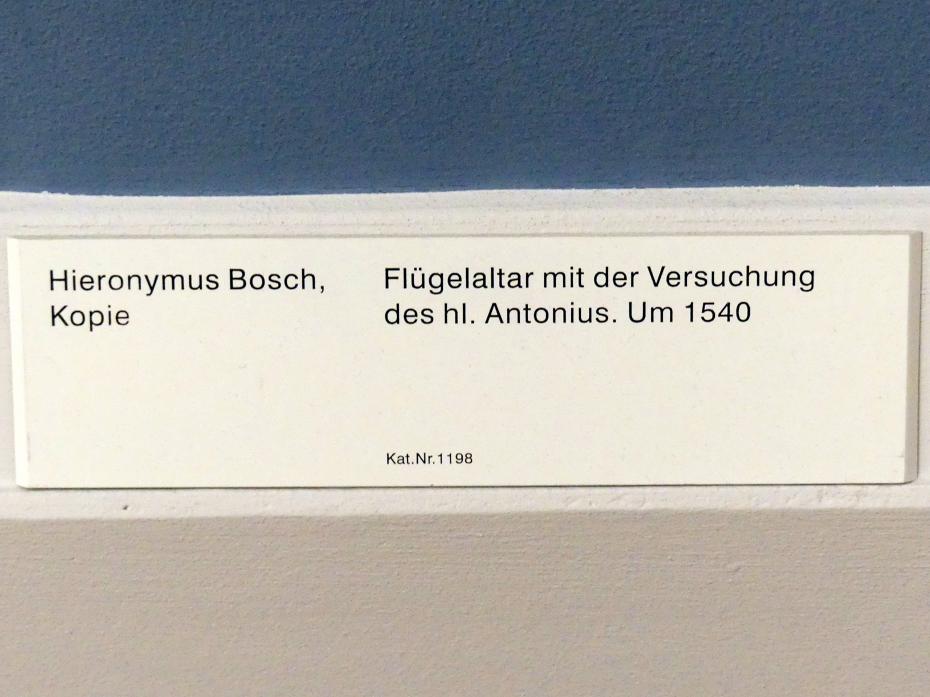 Hieronymus Bosch,
Kopie
Flügelaltar mit der Versuchung
des hl. Antonius. Um 1540
Kat.Nr.1198